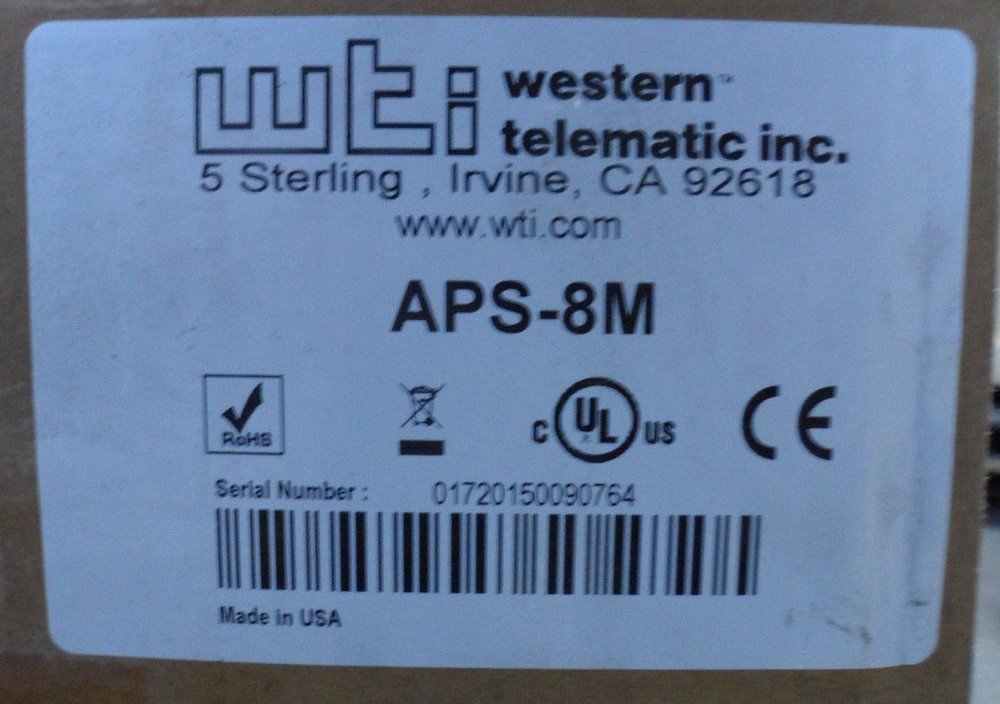 wti western™
telematic inc.
5 Sterling , Irvine, CA 92618
www.wti.com
APS-8M
RoHS
C UL US CE
Serial Number : 01720150090764
Made in USA